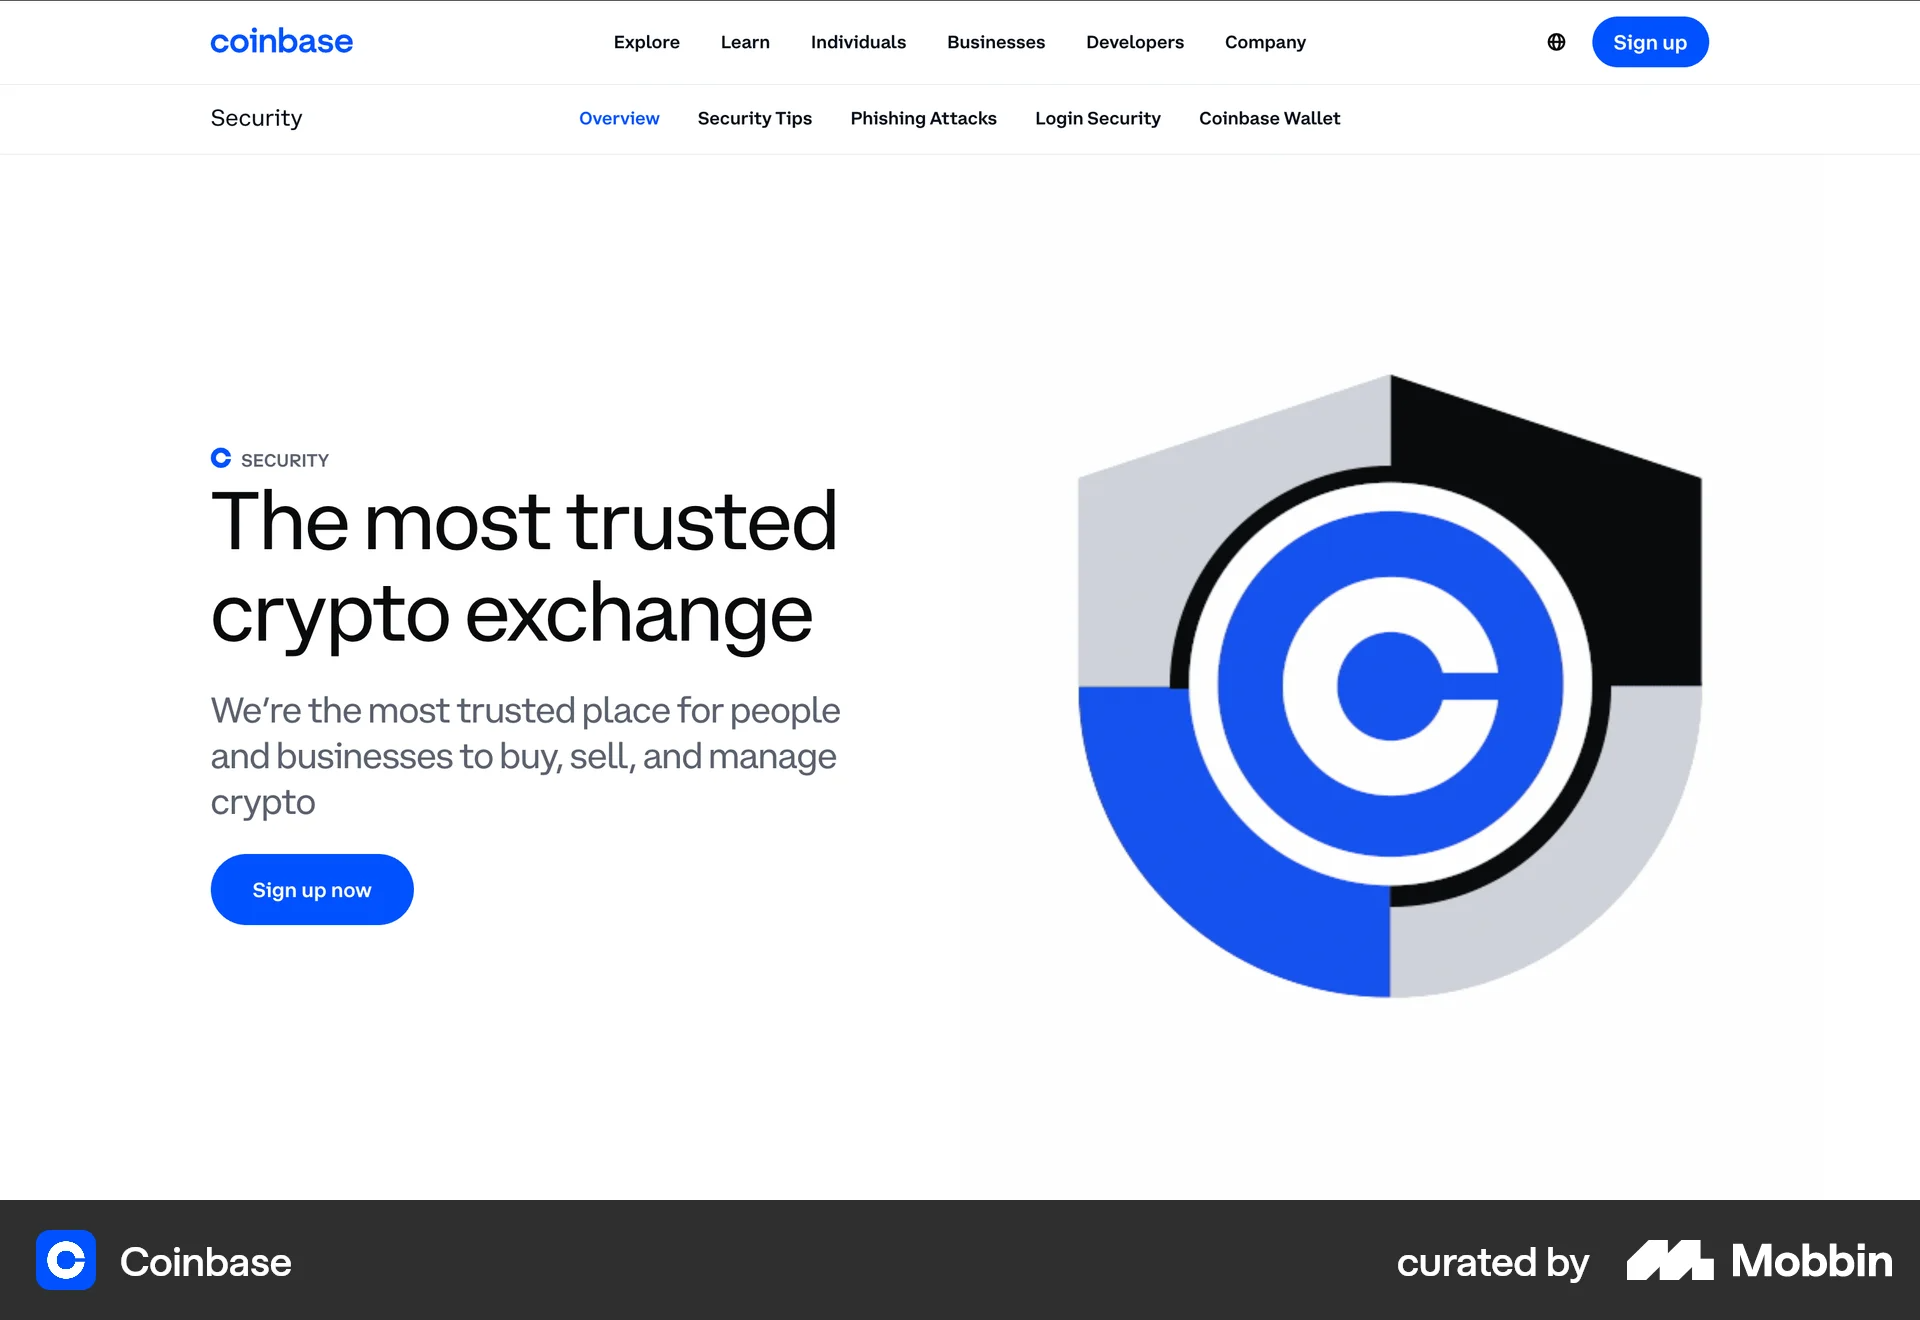 coinbase
Explore Learn Individuals Businesses Developers Company
Sign up
Security
Overview Security Tips Phishing Attacks Login Security Coinbase Wallet
SECURITY
The most trusted
crypto exchange
We’re the most trusted place for people
and businesses to buy, sell, and manage
crypto
Sign up now
Coinbase
curated by Mobbin